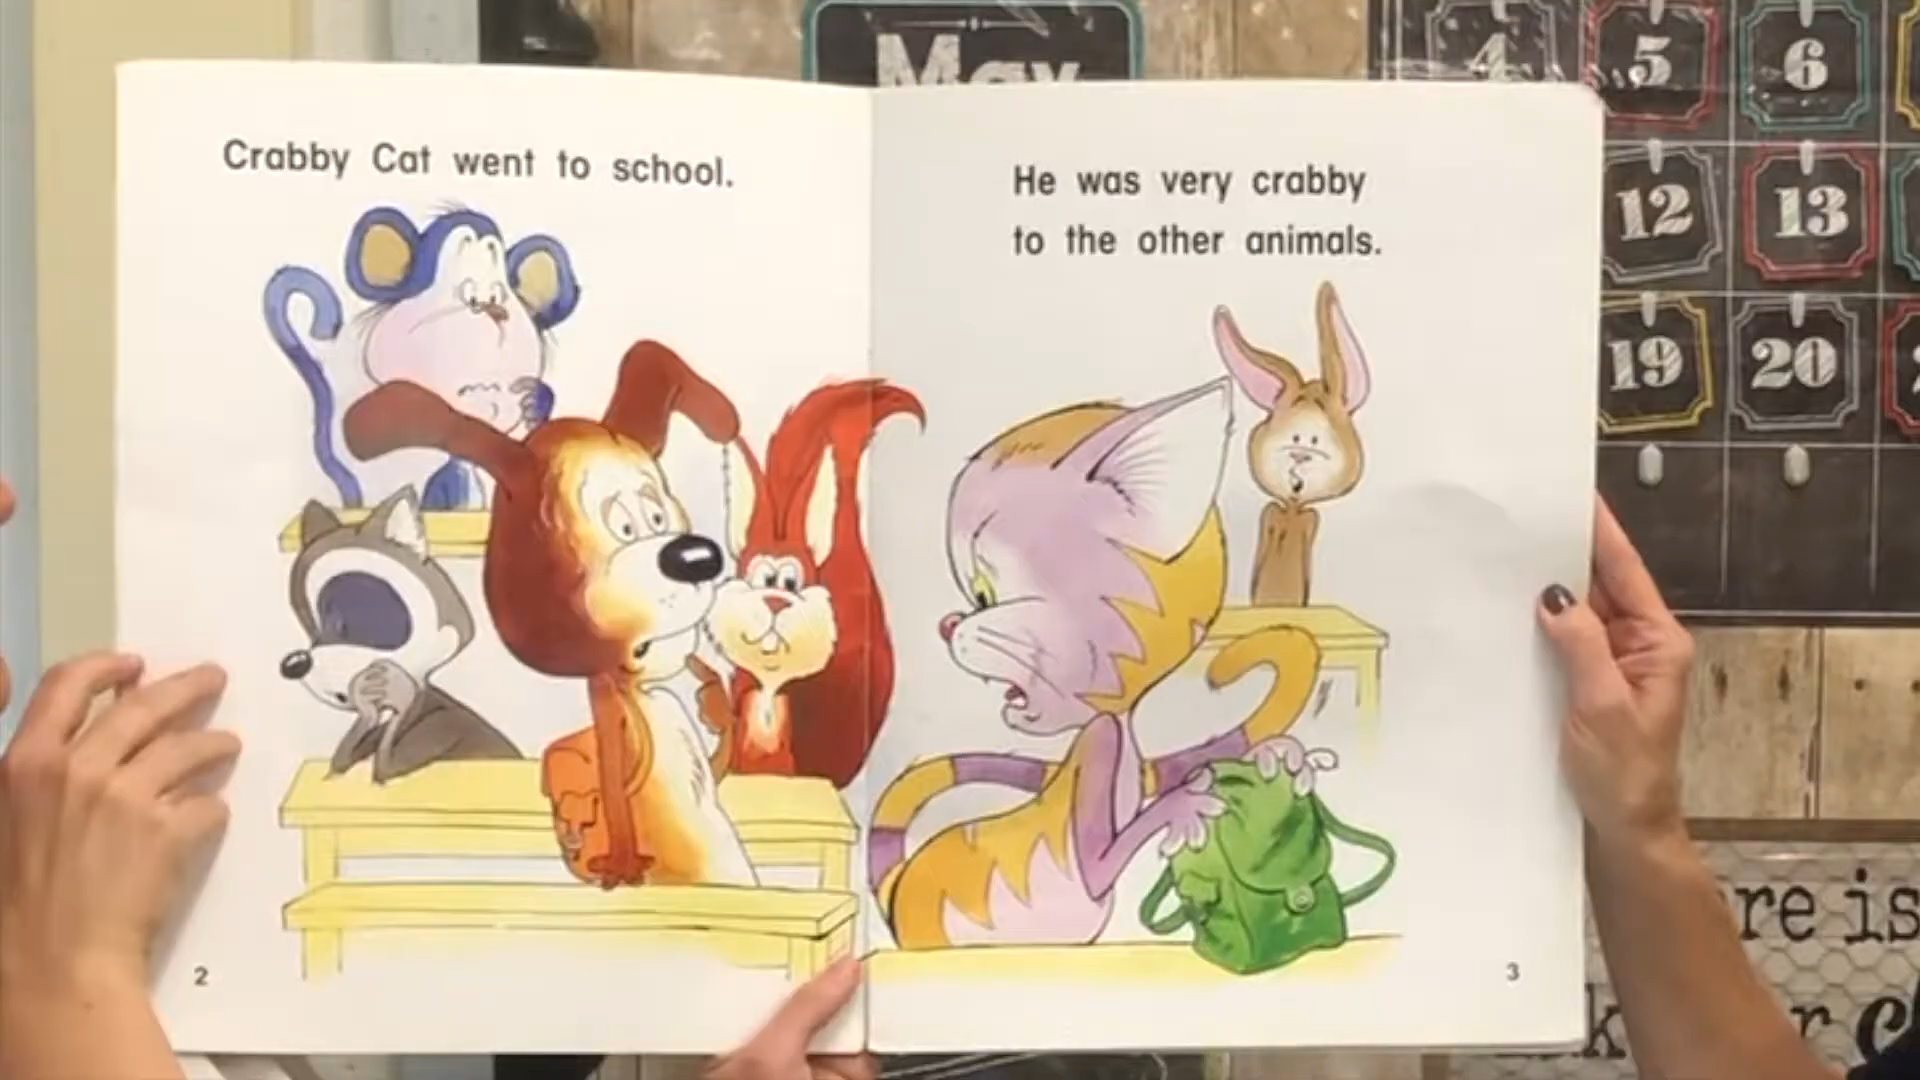 May
4 5 6
12 13
19 20
Crabby Cat went to school.
He was very crabby
to the other animals.
2
3
re is